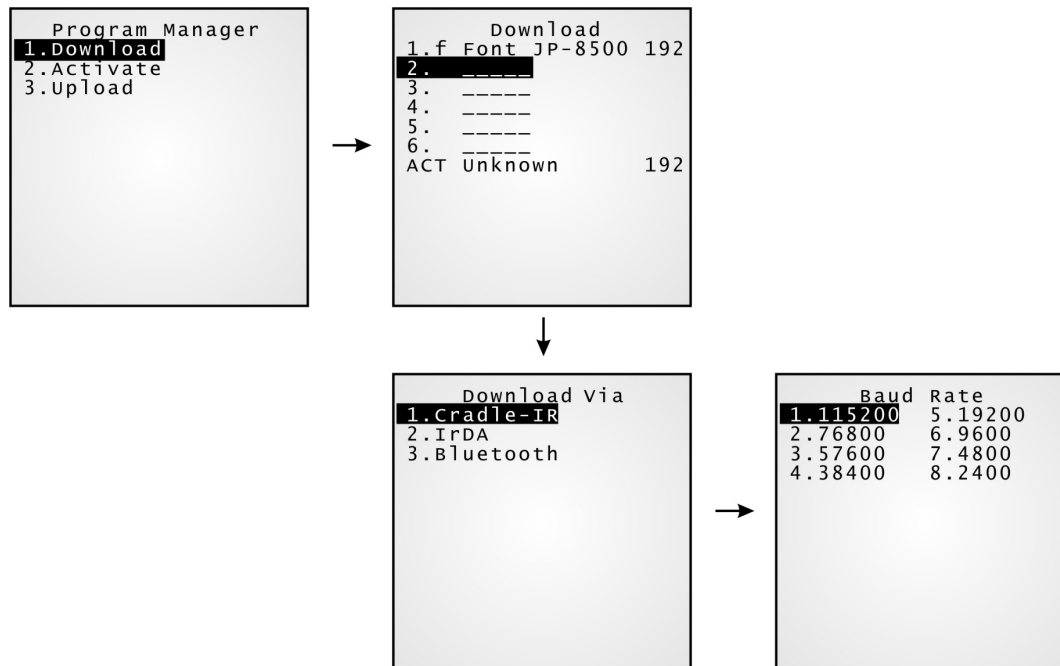 Program Manager
1.Download
2.Activate
3.Upload
Download
1.f Font JP-8500 192
2. _____
3. _____
4. _____
5. _____
6. _____
ACT Unknown 192
Download Via
1.Cradle-IR
2.IrDA
3.Bluetooth
Baud Rate
1.115200 5.19200
2.76800 6.9600
3.57600 7.4800
4.38400 8.2400